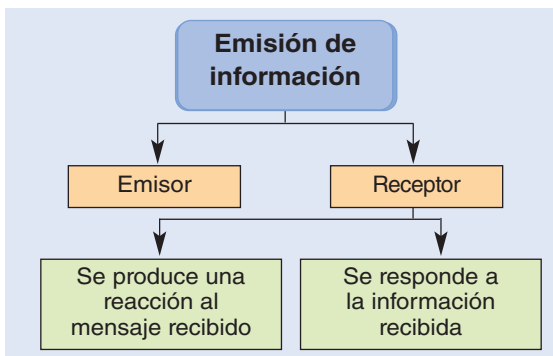 Emisión de
información
Emisor
Receptor
Se produce una
reacción al
mensaje recibido
Se responde a
la información
recibida